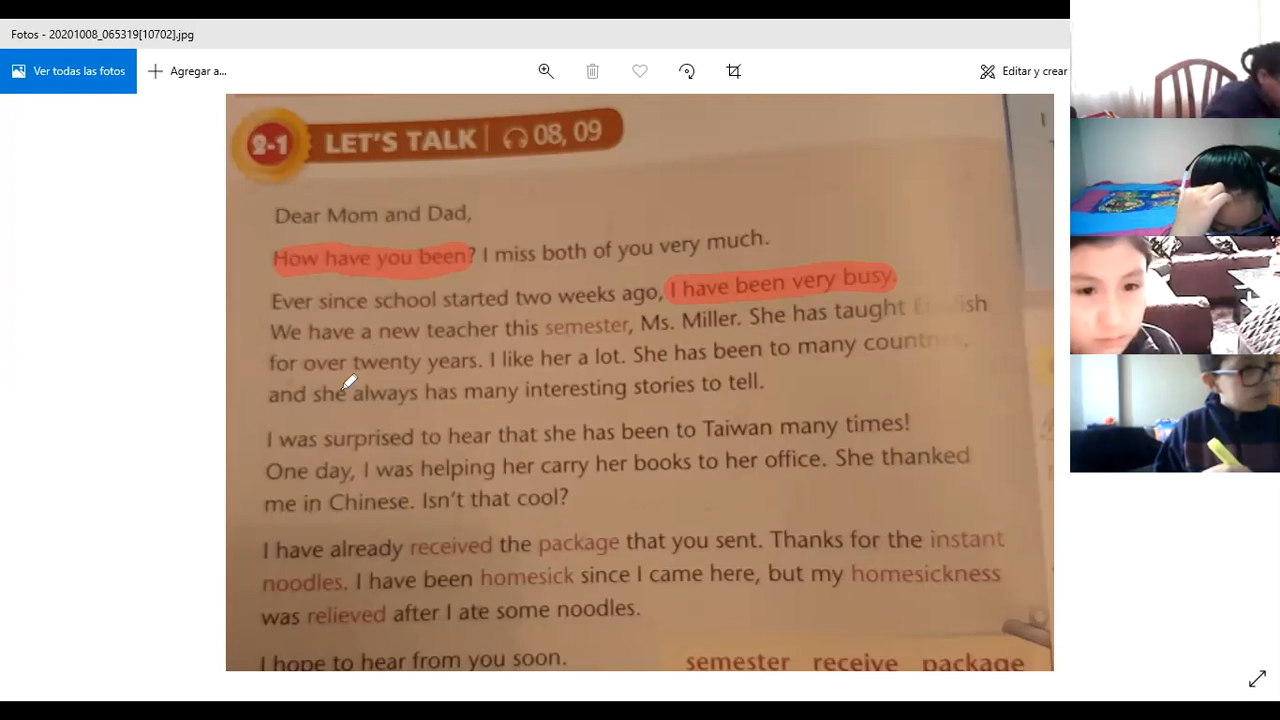 Fotos - 20201008_065319[10702].jpg
Ver todas las fotos
Agregar a...
Editar y crear
2-1 LET'S TALK 08, 09
Dear Mom and Dad,
How have you been? I miss both of you very much.
Ever since school started two weeks ago, I have been very busy.
We have a new teacher this semester, Ms. Miller. She has taught English
for over twenty years. I like her a lot. She has been to many countries,
and she always has many interesting stories to tell.
I was surprised to hear that she has been to Taiwan many times!
One day, I was helping her carry her books to her office. She thanked
me in Chinese. Isn't that cool?
I have already received the package that you sent. Thanks for the instant
noodles. I have been homesick since I came here, but my homesickness
was relieved after I ate some noodles.
I hope to hear from you soon.
semester receive package